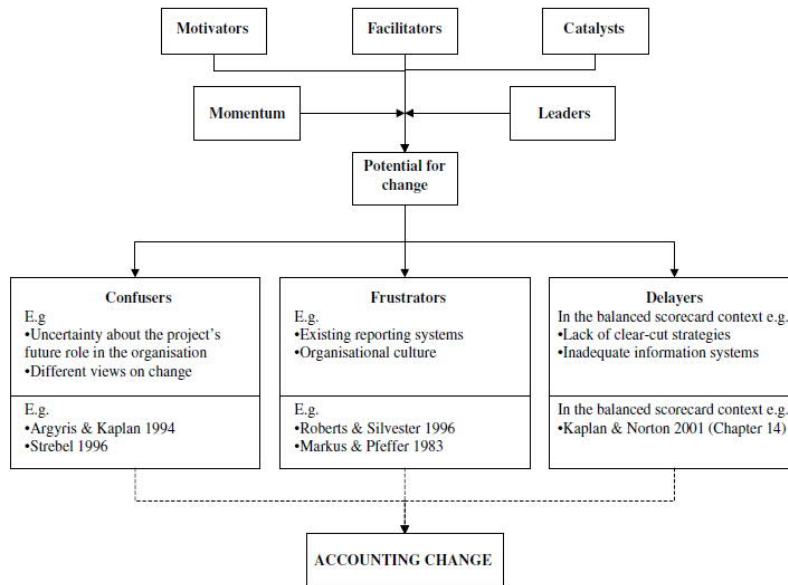 Motivators
Facilitators
Catalysts
Momentum
Leaders
Potential for
change
Confusers
E.g
•Uncertainty about the project's
future role in the organisation
•Different views on change
E.g.
•Argyris & Kaplan 1994
•Strebel 1996
Frustrators
E.g.
•Existing reporting systems
•Organisational culture
E.g.
•Roberts & Silvester 1996
•Markus & Pfeffer 1983
Delayers
In the balanced scorecard context e.g.
•Lack of clear-cut strategies
•Inadequate information systems
In the balanced scorecard context e.g.
•Kaplan & Norton 2001 (Chapter 14)
ACCOUNTING CHANGE